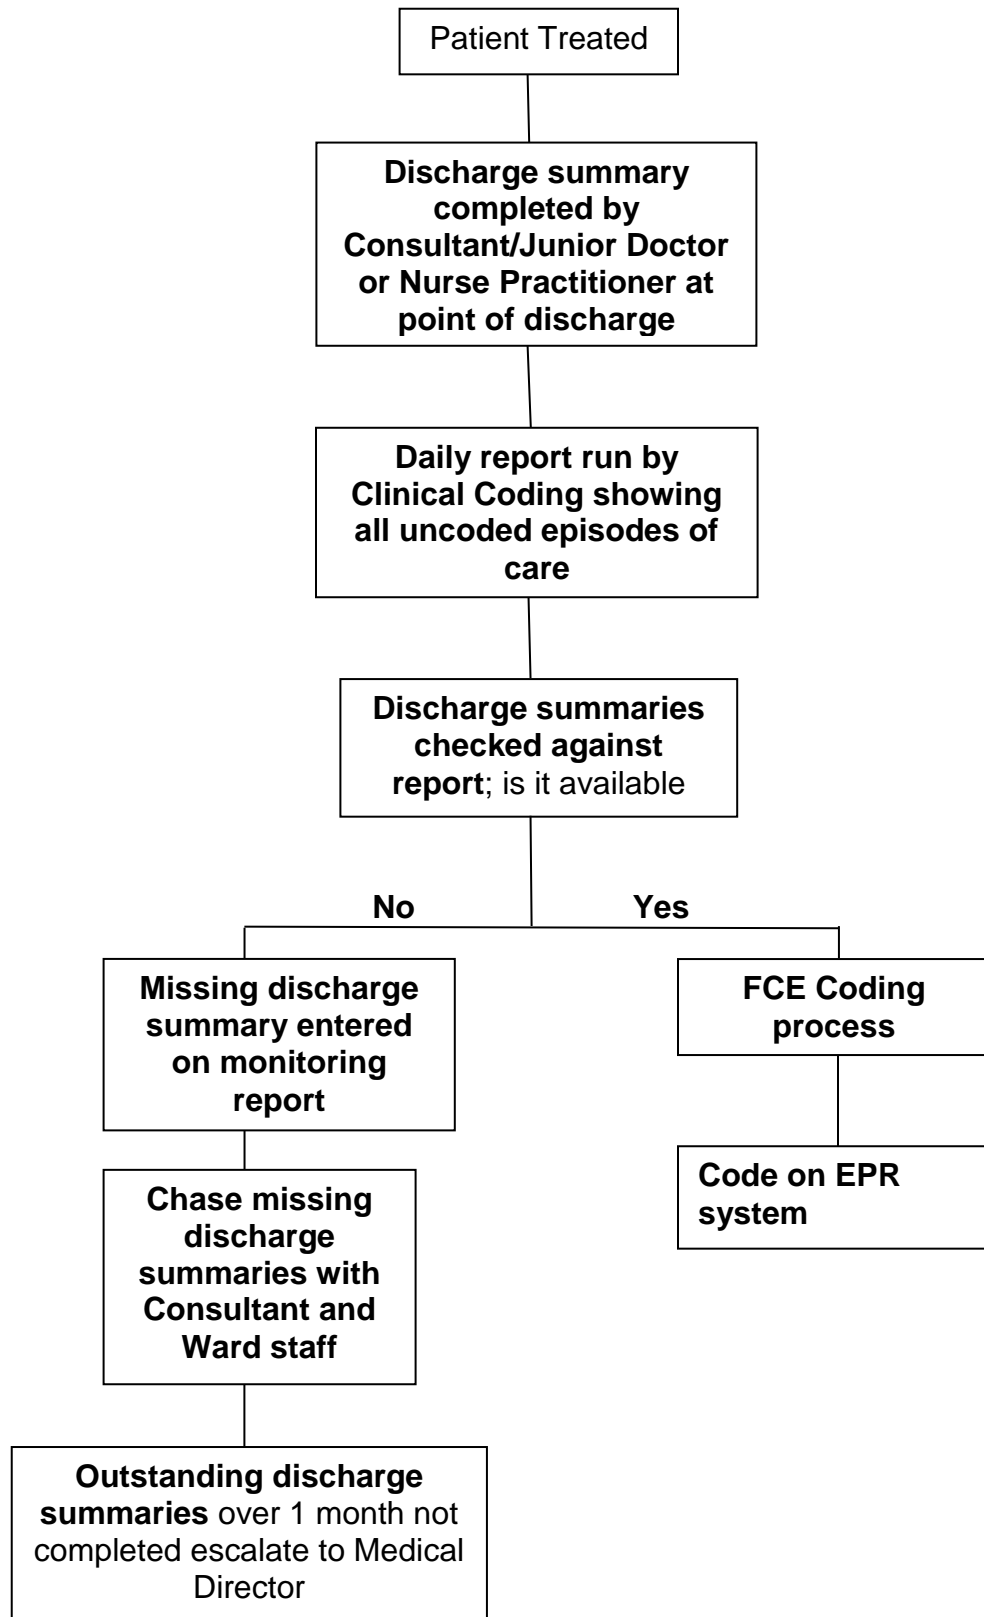 Patient Treated
Discharge summary
completed by
Consultant/Junior Doctor
or Nurse Practitioner at
point of discharge
Daily report run by
Clinical Coding showing
all uncoded episodes of
care
Discharge summaries
checked against
report; is it available
No
Yes
Missing discharge
summary entered
on monitoring
report
FCE Coding
process
Code on EPR
system
Chase missing
discharge
summaries with
Consultant and
Ward staff
Outstanding discharge
summaries over 1 month not
completed escalate to Medical
Director